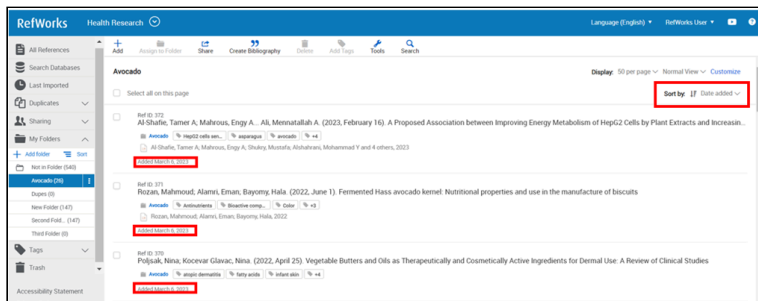 RefWorks
Health Research
Language (English)
RefWorks User
All References
Search Databases
Last Imported
Duplicates
Sharing
My Folders
Add folder
Sort
Not in Folder (540)
Avocado (26)
Dupes (0)
New Folder (147)
Second Fold... (147)
Third Folder (0)
Tags
Trash
Accessibility Statement
Add
Assign to Folder
Share
Create Bibliography
Delete
Add Tags
Tools
Search
Avocado
Display: 50 per page Normal View Customize
Select all on this page
Sort by: Date added
Ref ID: 372
Al-Shafie, Tamer A; Mahrous, Engy A... Ali, Mennatallah A. (2023, February 16). A Proposed Association between Improving Energy Metabolism of HepG2 Cells by Plant Extracts and Increasin...
Avocado HepG2 cells sen... asparagus avocado +4
Al-Shafie, Tamer A; Mahrous, Engy A; Shukry, Mustafa; Alshahrani, Mohammad Y and 4 others, 2023
Added March 6, 2023
Ref ID: 371
Rozan, Mahmoud; Alamri, Eman; Bayomy, Hala. (2022, June 1). Fermented Hass avocado kernel: Nutritional properties and use in the manufacture of biscuits
Avocado Antinutrients Bioactive comp... Color +3
Rozan, Mahmoud; Alamri, Eman; Bayomy, Hala, 2022
Added March 6, 2023
Ref ID: 370
Poljsak, Nina; Kocevar Glavac, Nina. (2022, April 25). Vegetable Butters and Oils as Therapeutically and Cosmetically Active Ingredients for Dermal Use: A Review of Clinical Studies
Avocado atopic dermatitis fatty acids infant skin +4
Added March 6, 2023